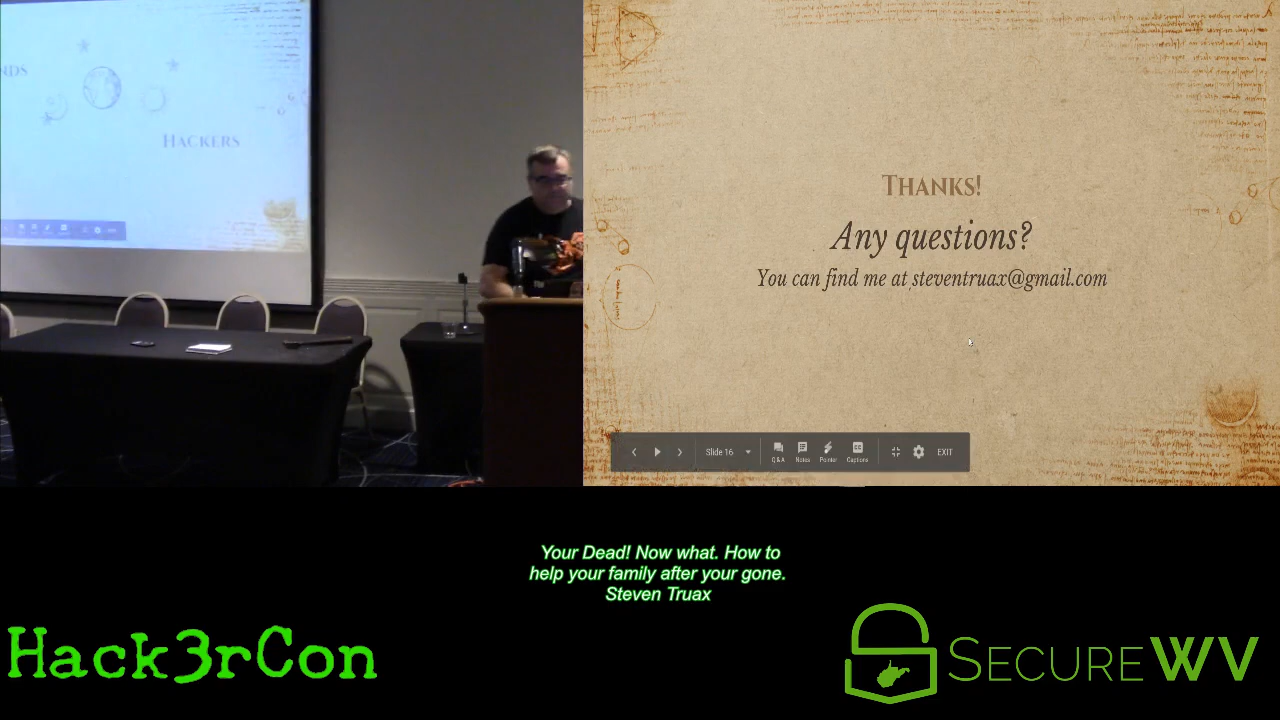 NDS
HACKERS
THANKS!
Any questions?
You can find me at steventruax@gmail.com
Slide 16
Q&A
Notes
Pointer
Captions
EXIT
Your Dead! Now what. How to
help your family after your gone.
Steven Truax
Hack3rCon
SECUREWV